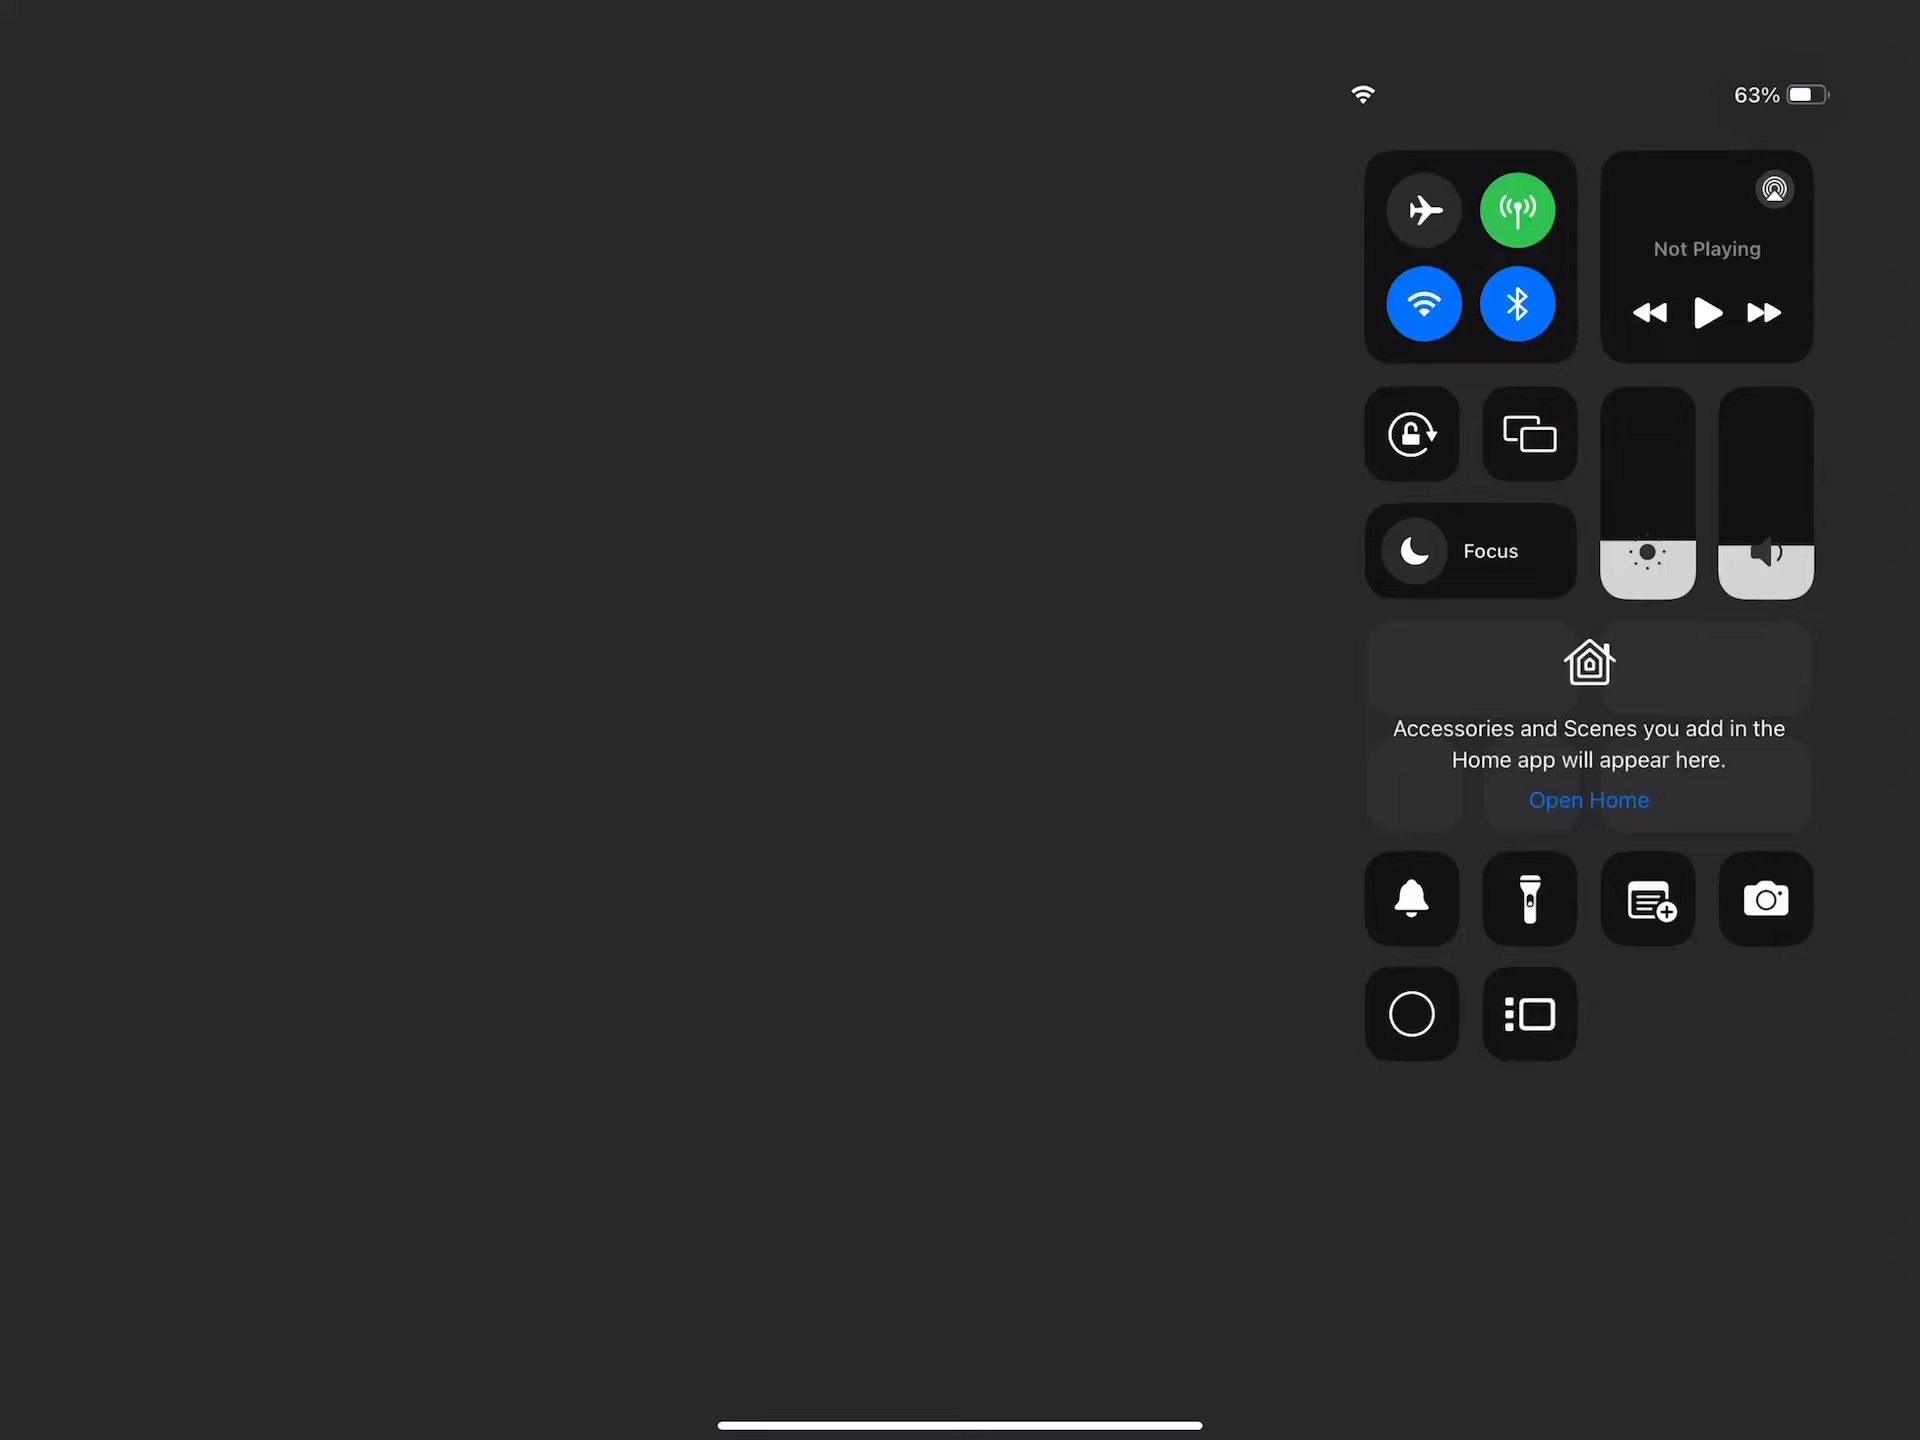 63%
Not Playing
Focus
Accessories and Scenes you add in the
Home app will appear here.
Open Home